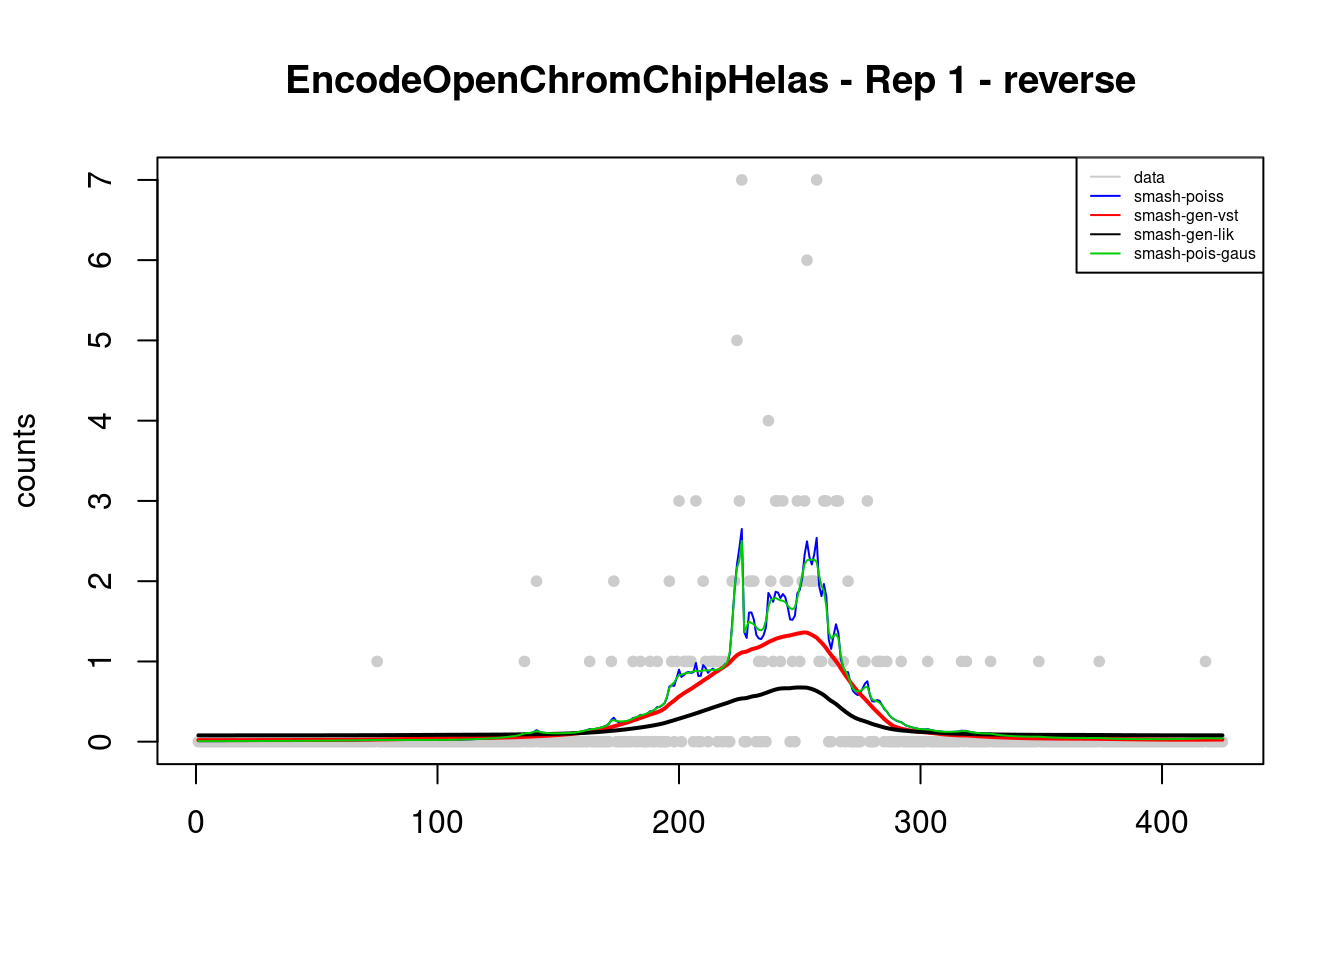 EncodeOpenChromChipHelas - Rep 1 - reverse
counts
7
6
5
4
3
2
1
0
0 100 200 300 400
data
smash-poiss
smash-gen-vst
smash-gen-lik
smash-pois-gaus